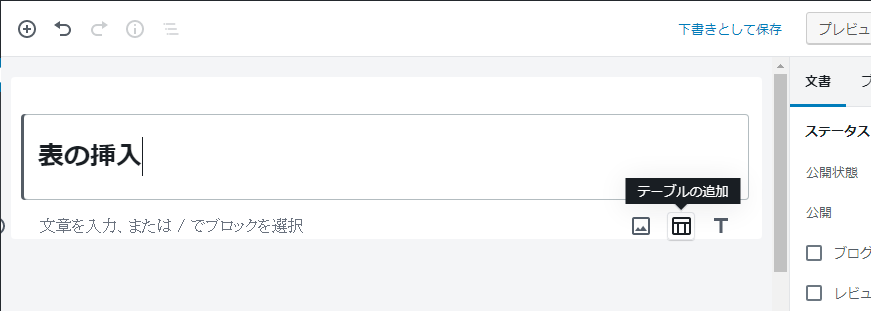 下書きとして保存
プレビュ
文書
ブ
ステータス
表の挿入
公開状態
テーブルの追加
公開
文章を入力、または / でブロックを選択
ブログ
レビュ